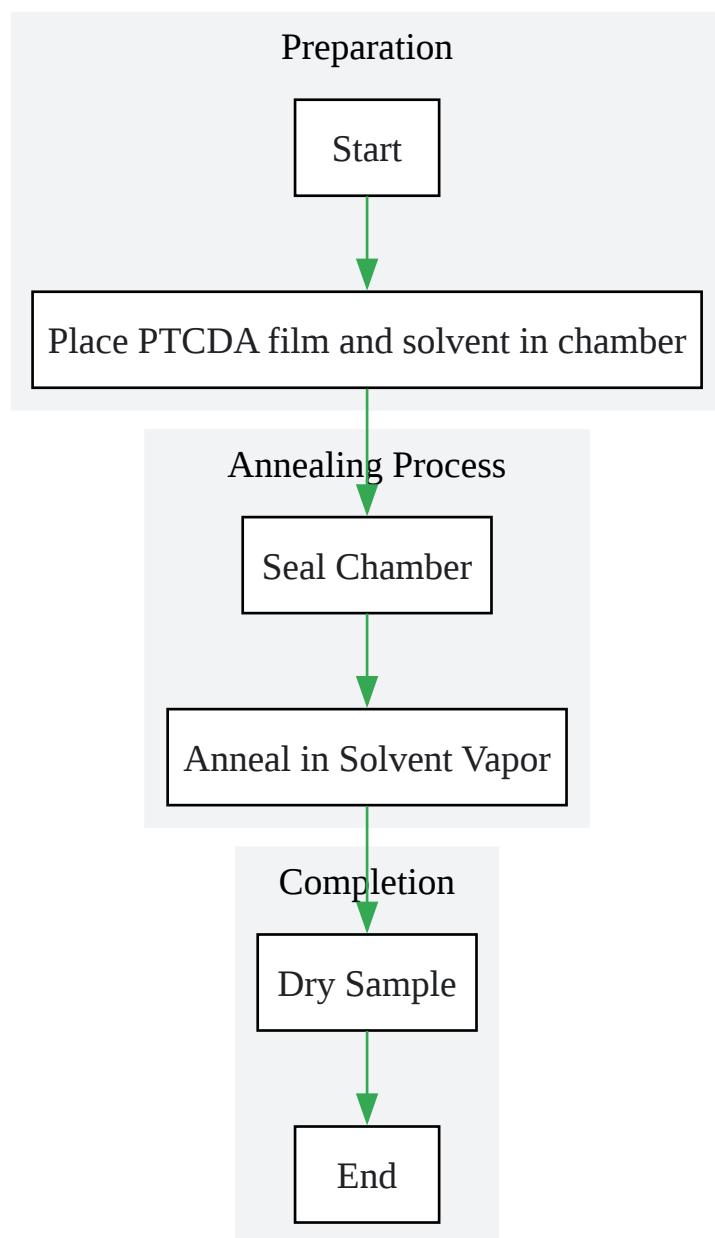 Preparation
Start
Place PTCDA film and solvent in chamber
Annealing Process
Seal Chamber
Anneal in Solvent Vapor
Completion
Dry Sample
End